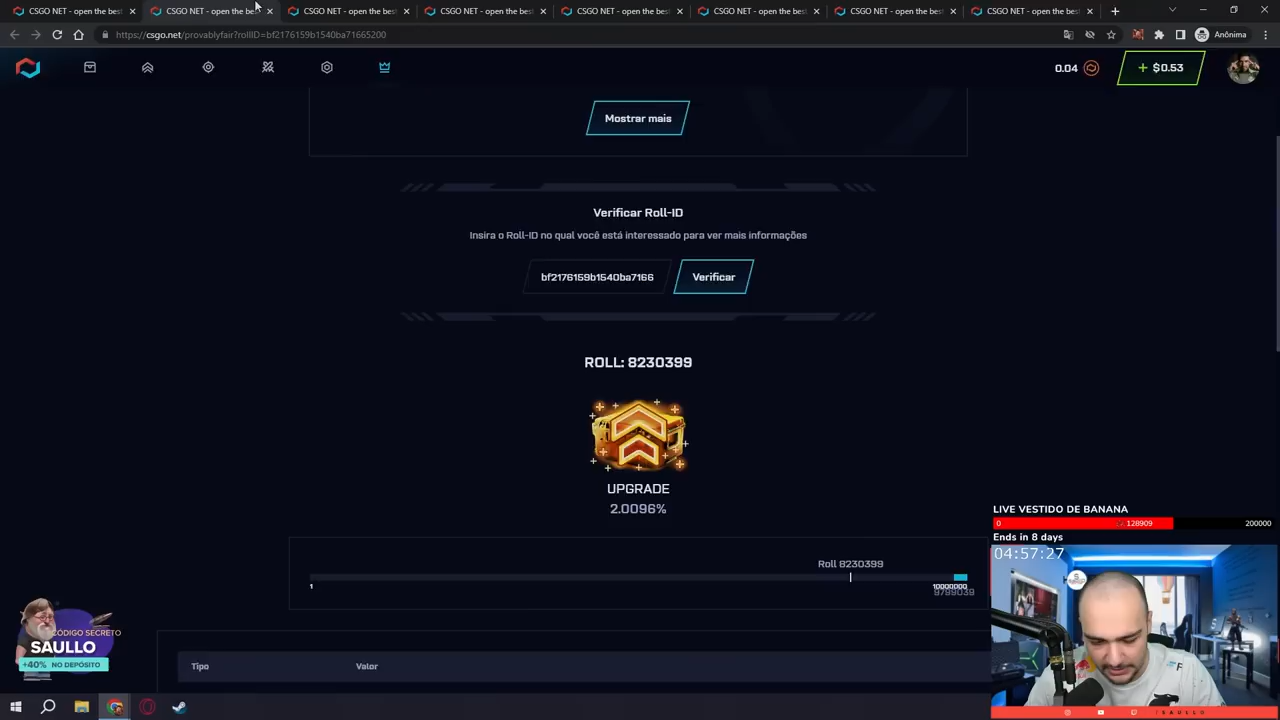 CSGO NET - open the bes
CSGO NET - open the bes
CSGO NET - open the best
CSGO NET - open the best
CSGO NET - open the best
CSGO NET - open the best
CSGO NET - open the best
CSGO NET - open the best
https://csgo.net/provablyfair?rollID=bf2176159b1540ba71665200
Anônima
0.04
+ $0.53
Mostrar mais
Verificar Roll-ID
Insira o Roll-ID no qual você está interessado para ver mais informações
bf2176159b1540ba7166
Verificar
ROLL: 8230399
UPGRADE
2.0096%
Roll 8230399
1
10000000
9799039
Tipo
Valor
CÓDIGO SECRETO
SAULLO
+40% NO DEPÓSITO
LIVE VESTIDO DE BANANA
0
128909
200000
Ends in 8 days
04:57:27
SAULLO